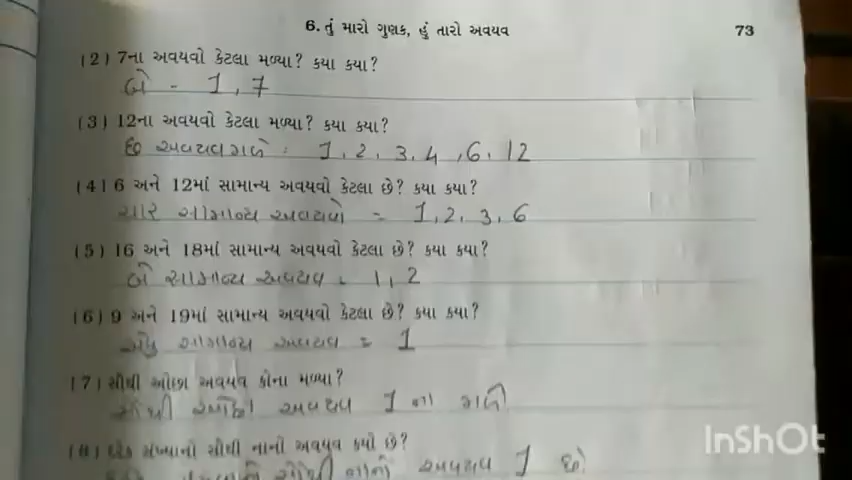 6. તું મારો ગુણક, હું તારો અવયવ 73
(2) 7ના અવયવો કેટલા મળ્યા? કયા કયા?
બે - 1, 7
(3) 12ના અવયવો કેટલા મળ્યા? કયા કયા?
છ અવયવ મળે = 1, 2, 3, 4, 6, 12
(4) 6 અને 12માં સામાન્ય અવયવો કેટલા છે? કયા કયા?
ચાર સામાન્ય અવયવો = 1, 2, 3, 6
(5) 16 અને 18માં સામાન્ય અવયવો કેટલા છે? કયા કયા?
બે સામાન્ય અવયવ = 1, 2
(6) 9 અને 19માં સામાન્ય અવયવો કેટલા છે? કયા કયા?
એક સામાન્ય અવયવ = 1
(7) સૌથી ઓછા અવયવ કોના મળ્યા?
સૌથી ઓછા અવયવ 1 ના મળે
(8) દરેક સંખ્યાનો સૌથી નાનો અવયવ કયો છે?
સૌથી નાનો અવયવ 1 છે
InShOt